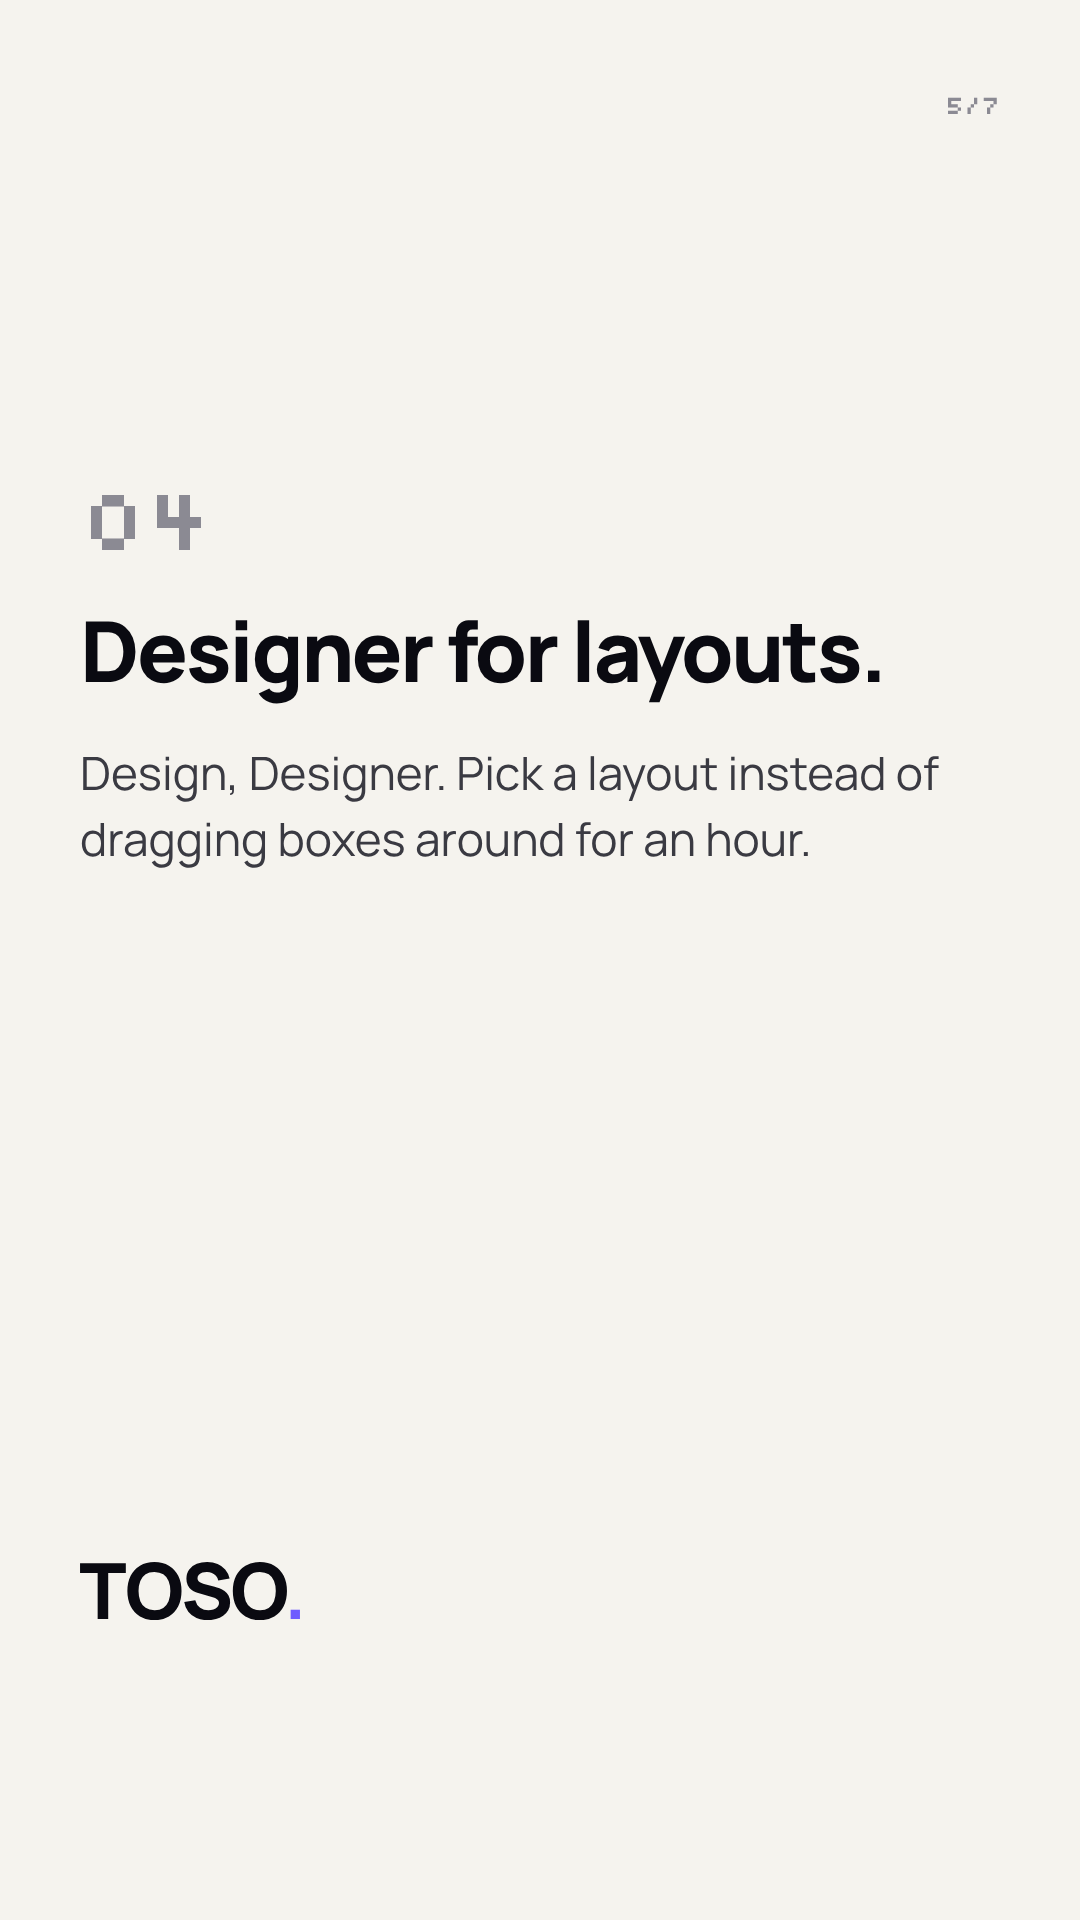 5/7
04
Designer for layouts.
Design, Designer. Pick a layout instead of
dragging boxes around for an hour.
TOSO.